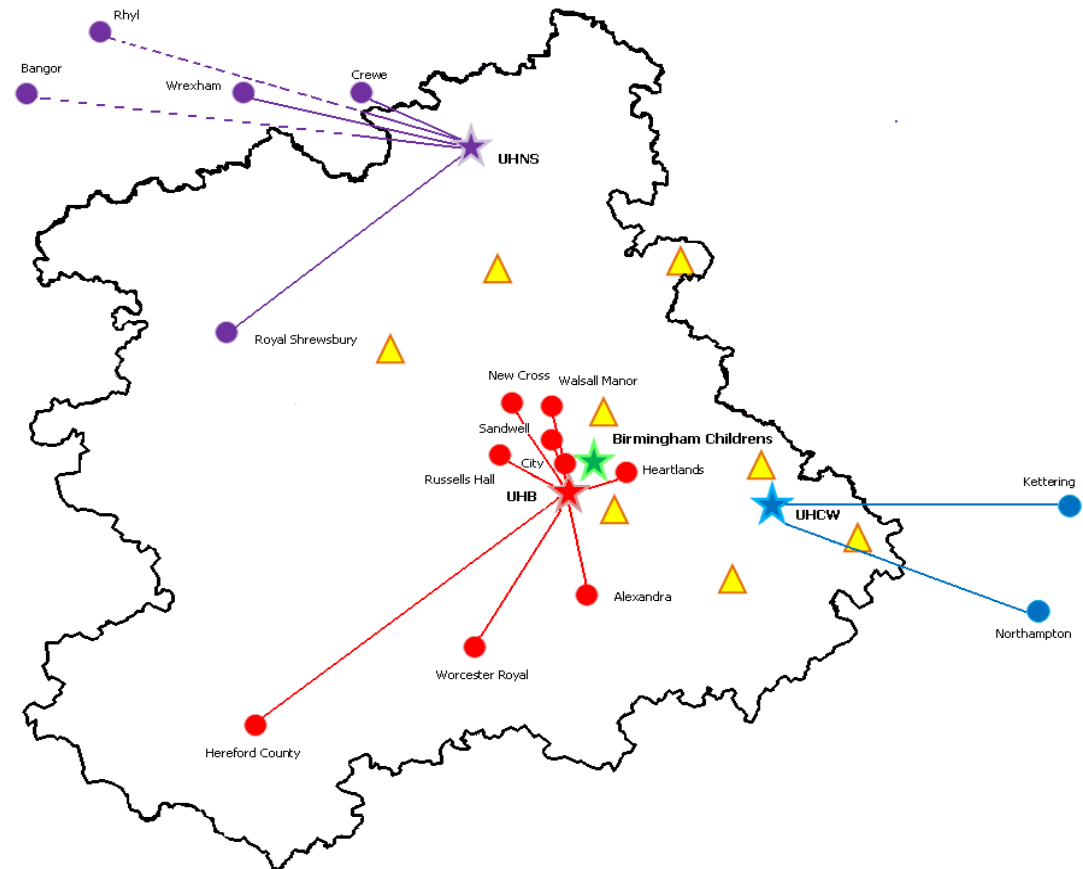 Rhyl
Bangor
Wrexham
Crewe
UHNS
Royal Shrewsbury
New Cross
Walsall Manor
Sandwell
Birmingham Childrens
City
Heartlands
Russells Hall
UHB
Kettering
UHCW
Alexandra
Northampton
Worcester Royal
Hereford County